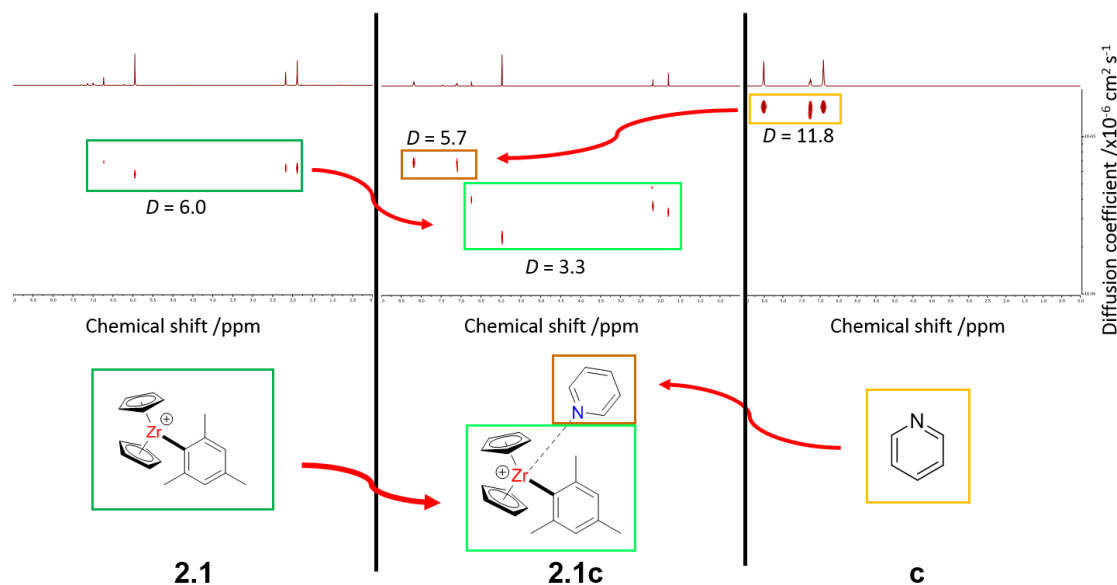 D = 6.0
D = 5.7
D = 3.3
D = 11.8
Diffusion coefficient /x10⁻⁶ cm² s⁻¹
Chemical shift /ppm
Chemical shift /ppm
Chemical shift /ppm
Zr
+
N
Zr
+
N
2.1
2.1c
c